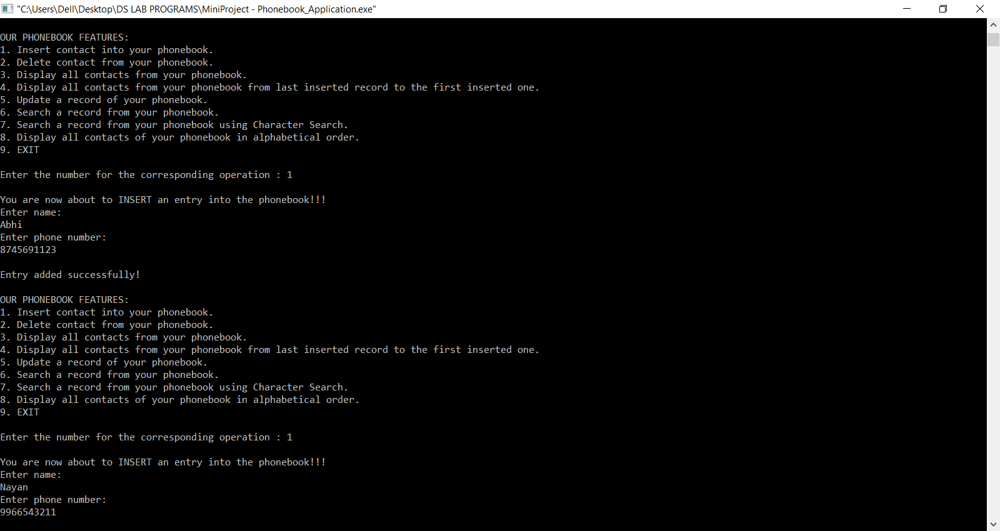 "C:\Users\Dell\Desktop\DS LAB PROGRAMS\MiniProject - Phonebook_Application.exe"
OUR PHONEBOOK FEATURES:
1. Insert contact into your phonebook.
2. Delete contact from your phonebook.
3. Display all contacts from your phonebook.
4. Display all contacts from your phonebook from last inserted record to the first inserted one.
5. Update a record of your phonebook.
6. Search a record from your phonebook.
7. Search a record from your phonebook using Character Search.
8. Display all contacts of your phonebook in alphabetical order.
9. EXIT
Enter the number for the corresponding operation : 1
You are now about to INSERT an entry into the phonebook!!!
Enter name:
Abhi
Enter phone number:
8745691123
Entry added successfully!
OUR PHONEBOOK FEATURES:
1. Insert contact into your phonebook.
2. Delete contact from your phonebook.
3. Display all contacts from your phonebook.
4. Display all contacts from your phonebook from last inserted record to the first inserted one.
5. Update a record of your phonebook.
6. Search a record from your phonebook.
7. Search a record from your phonebook using Character Search.
8. Display all contacts of your phonebook in alphabetical order.
9. EXIT
Enter the number for the corresponding operation : 1
You are now about to INSERT an entry into the phonebook!!!
Enter name:
Nayan
Enter phone number:
9966543211